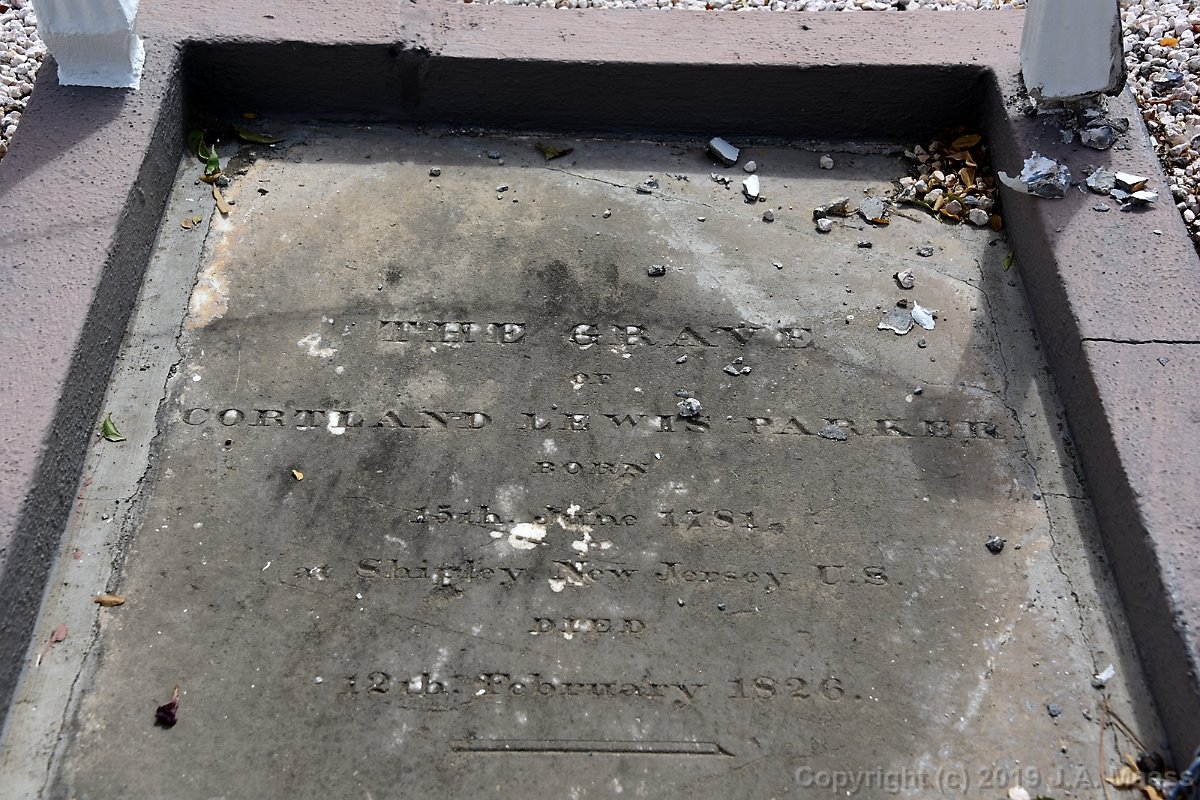 THE GRAVE
OF
CORTLAND LEWIS PARKER
BORN
15th. June 1781.
at Shirley New Jersey U.S.
DIED
12th. February 1826.
Copyright (c) 2019 J.A. Maass